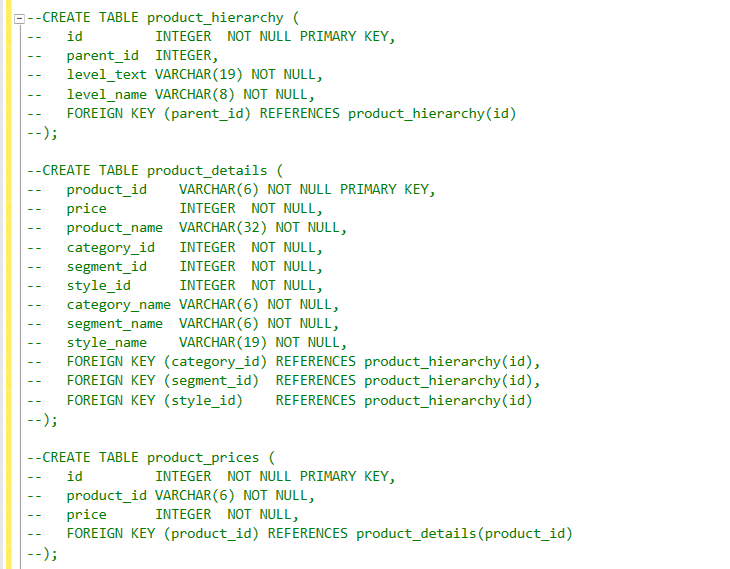 --CREATE TABLE product_hierarchy (
--   id         INTEGER  NOT NULL PRIMARY KEY,
--   parent_id  INTEGER,
--   level_text VARCHAR(19) NOT NULL,
--   level_name VARCHAR(8) NOT NULL,
--   FOREIGN KEY (parent_id) REFERENCES product_hierarchy(id)
--);

--CREATE TABLE product_details (
--   product_id    VARCHAR(6) NOT NULL PRIMARY KEY,
--   price         INTEGER  NOT NULL,
--   product_name  VARCHAR(32) NOT NULL,
--   category_id   INTEGER  NOT NULL,
--   segment_id    INTEGER  NOT NULL,
--   style_id      INTEGER  NOT NULL,
--   category_name VARCHAR(6) NOT NULL,
--   segment_name  VARCHAR(6) NOT NULL,
--   style_name    VARCHAR(19) NOT NULL,
--   FOREIGN KEY (category_id) REFERENCES product_hierarchy(id),
--   FOREIGN KEY (segment_id)  REFERENCES product_hierarchy(id),
--   FOREIGN KEY (style_id)    REFERENCES product_hierarchy(id)
--);

--CREATE TABLE product_prices (
--   id         INTEGER  NOT NULL PRIMARY KEY,
--   product_id VARCHAR(6) NOT NULL,
--   price      INTEGER  NOT NULL,
--   FOREIGN KEY (product_id) REFERENCES product_details(product_id)
--);